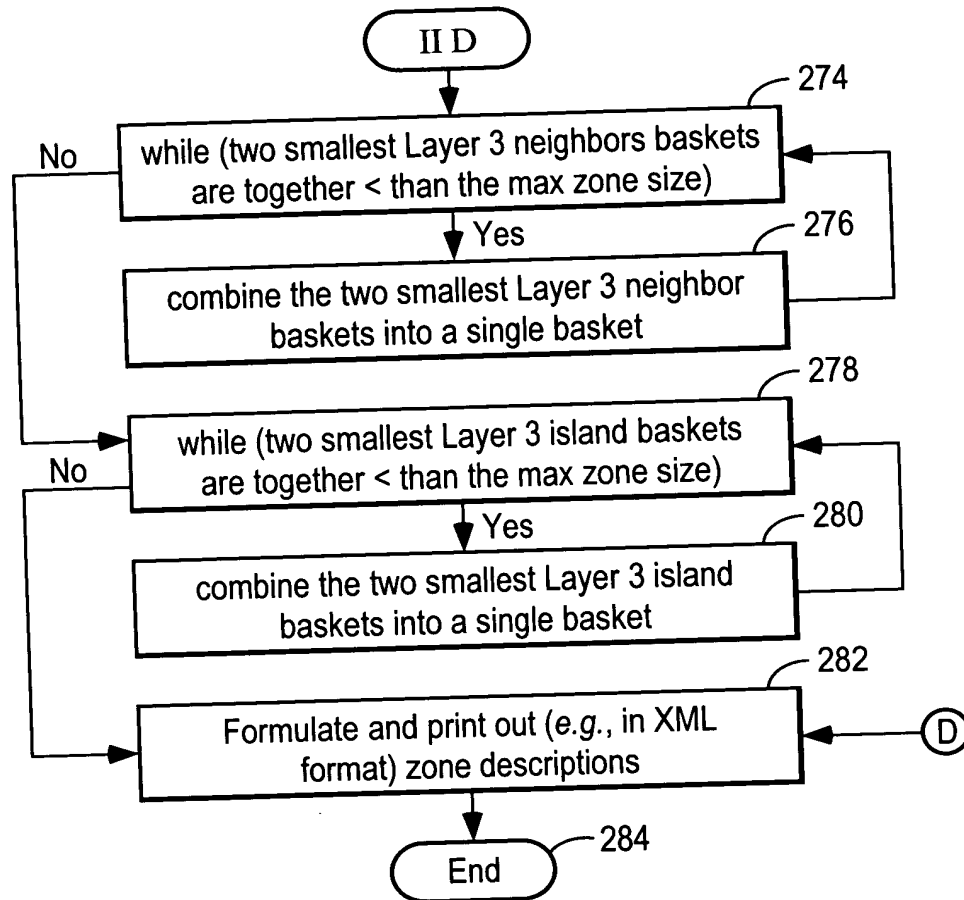 II D
274
No
while (two smallest Layer 3 neighbors baskets
are together < than the max zone size)
Yes
276
combine the two smallest Layer 3 neighbor
baskets into a single basket
278
while (two smallest Layer 3 island baskets
are together < than the max zone size)
No
Yes
280
combine the two smallest Layer 3 island
baskets into a single basket
282
Formulate and print out (e.g., in XML
format) zone descriptions
D
284
End